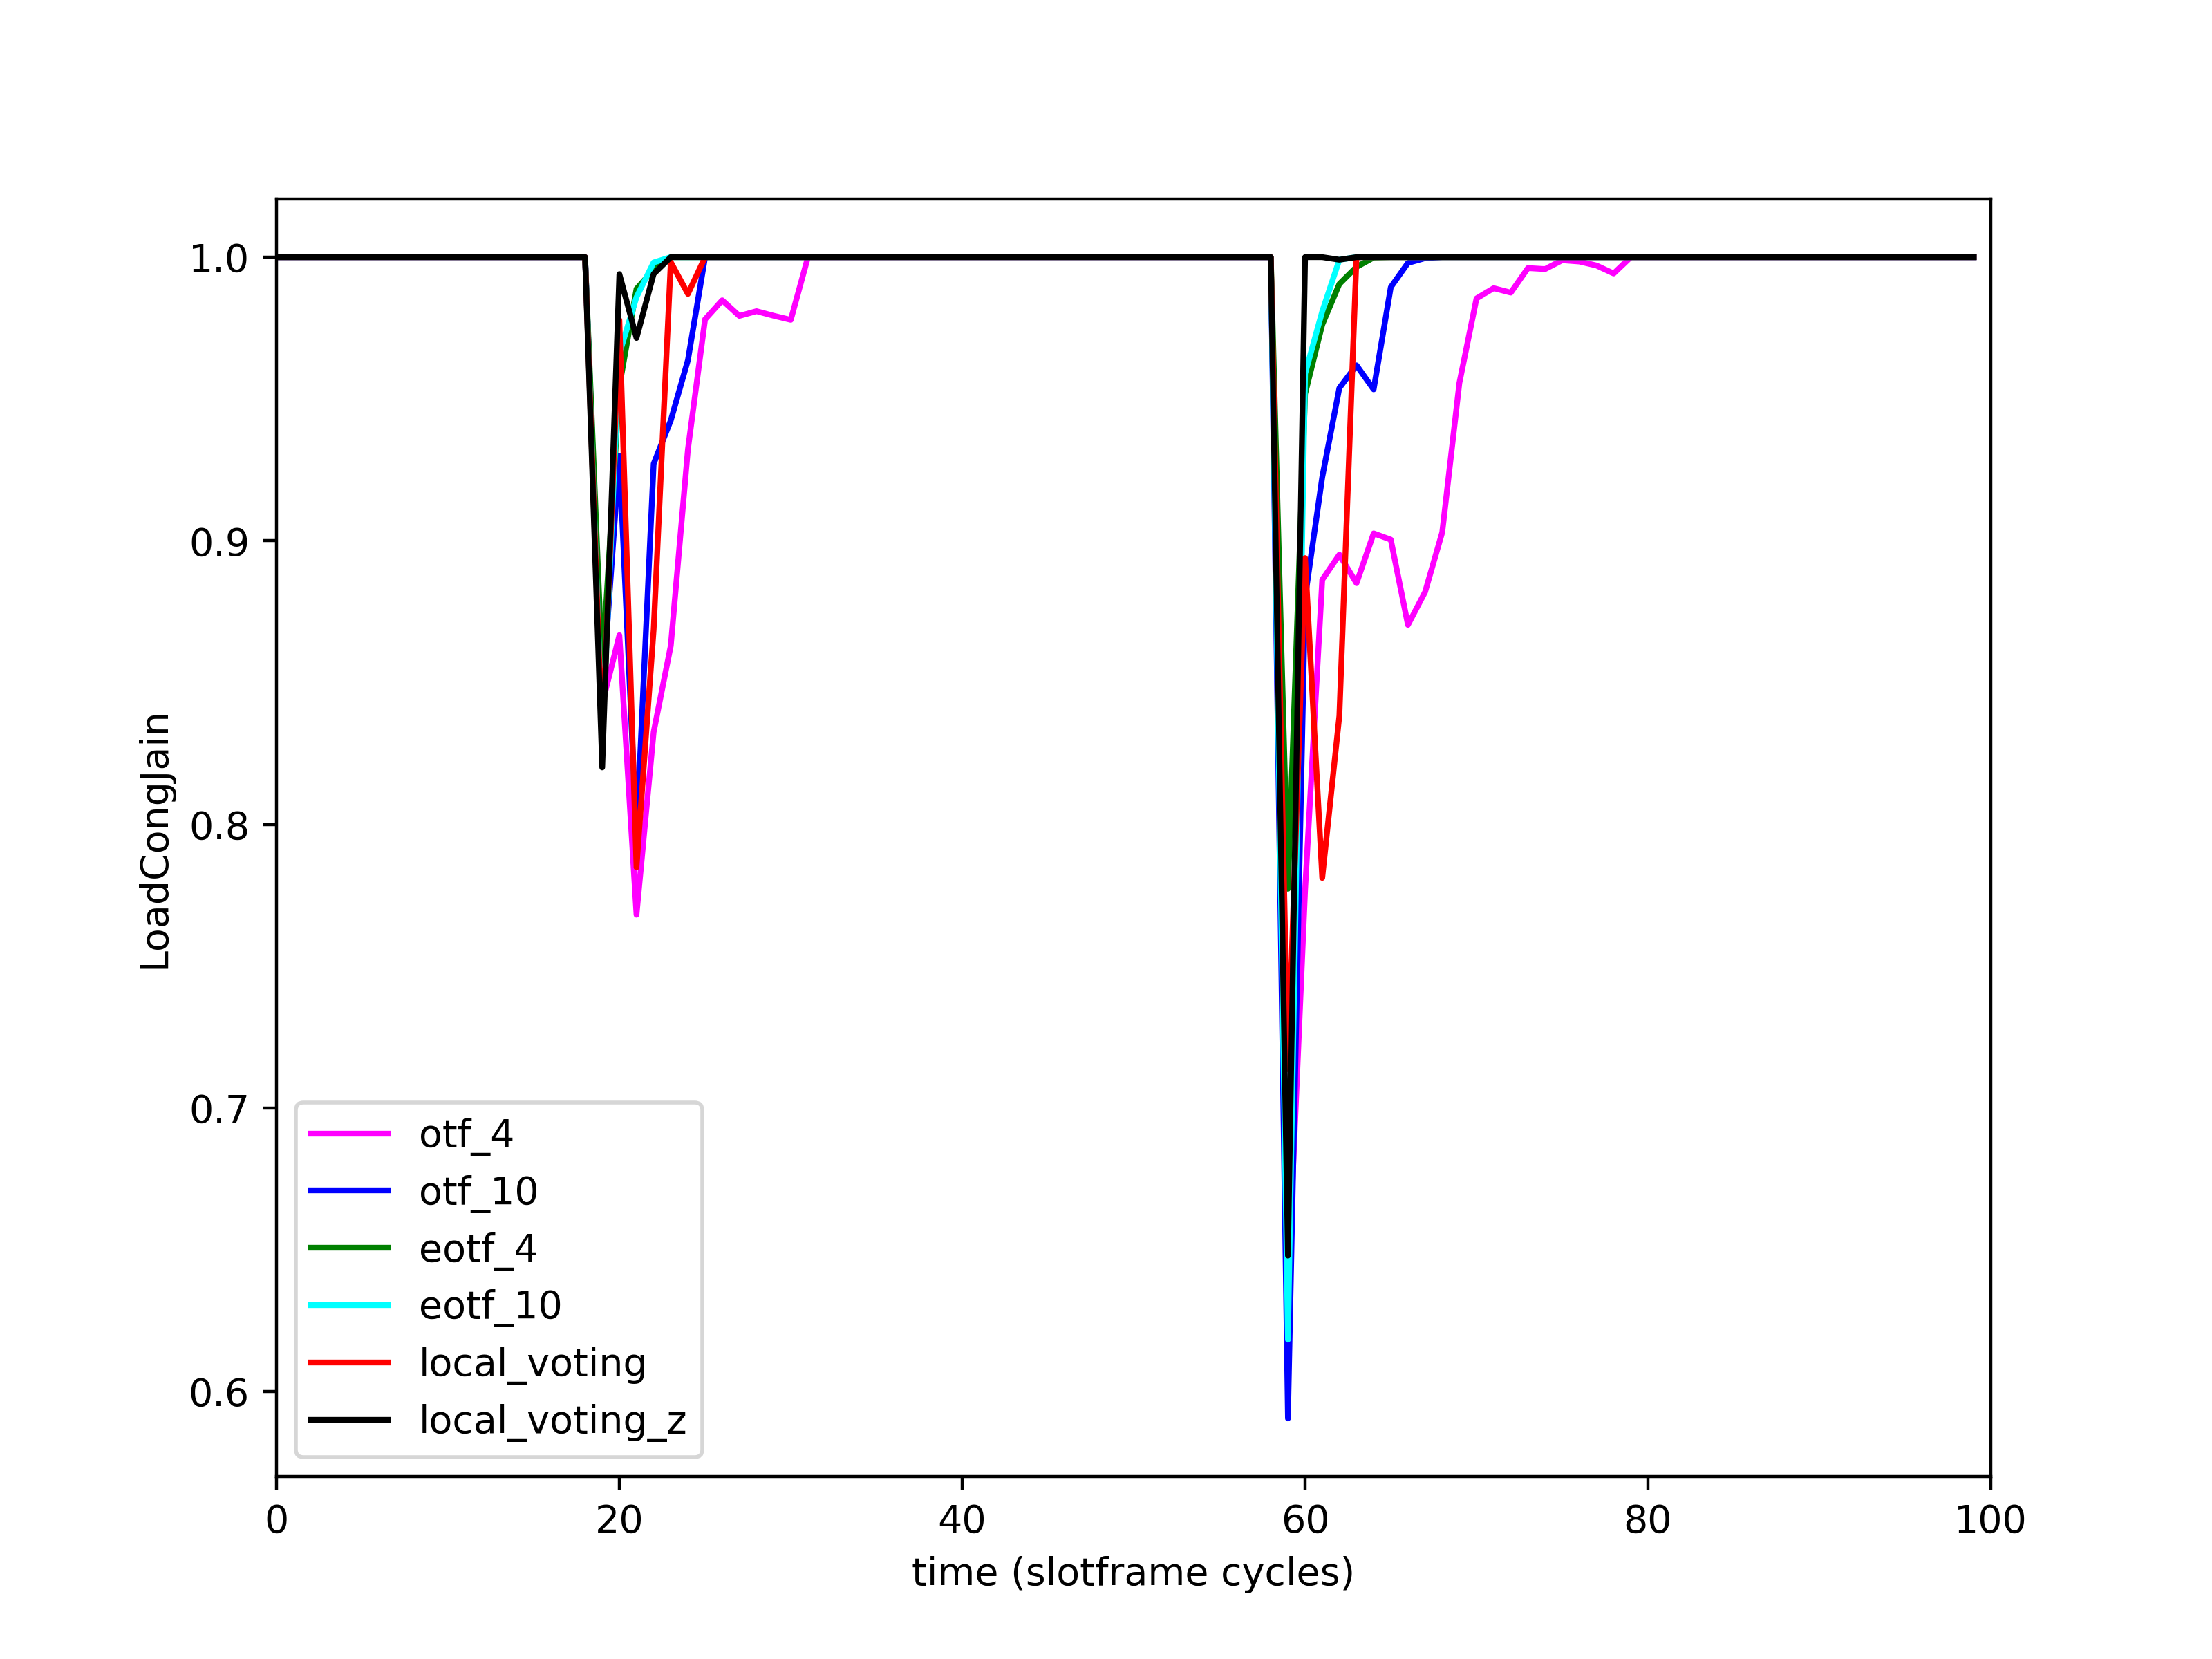 1.0
0.9
0.8
0.7
0.6
LoadCongJain
otf_4
otf_10
eotf_4
eotf_10
local_voting
local_voting_z
0 20 40 60 80 100
time (slotframe cycles)